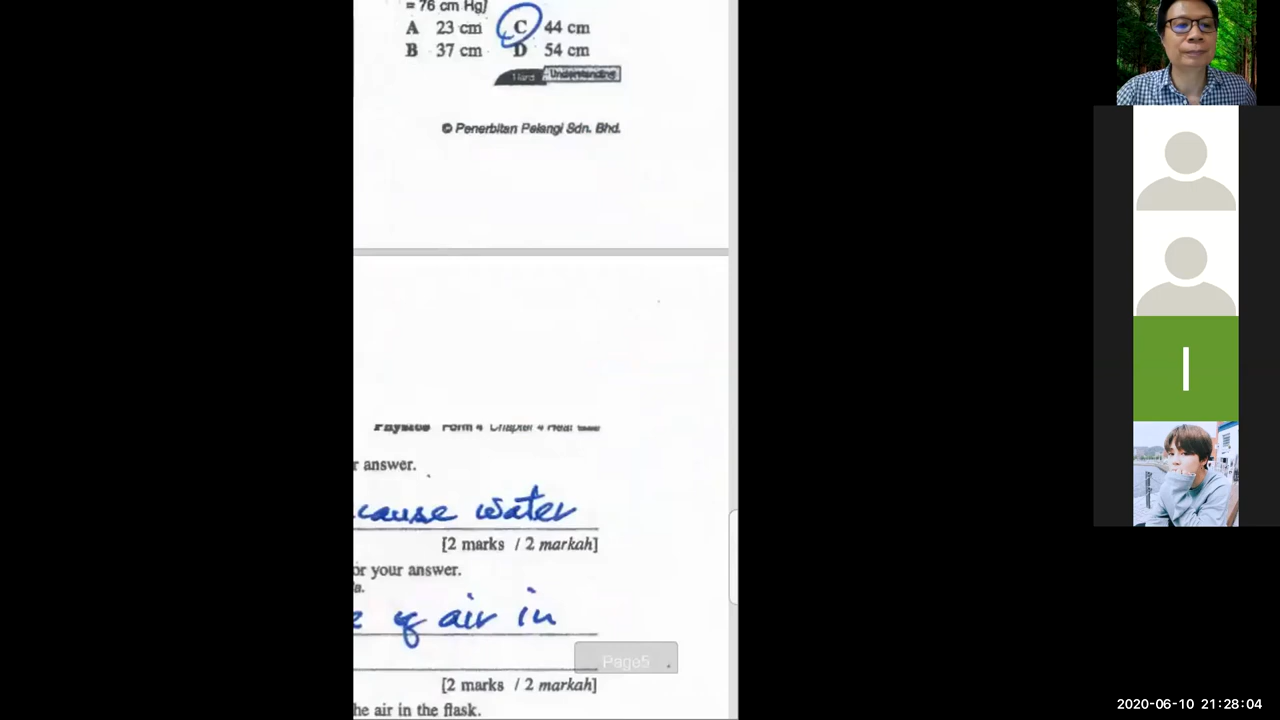 = 76 cm Hg]
A 23 cm C 44 cm
B 37 cm D 54 cm
Hard Understanding
© Penerbitan Pelangi Sdn. Bhd.
Physics Form 4 Chapter 4 Heat
r answer.
cause water
[2 marks / 2 markah]
or your answer.
a.
e of air in
Page5
[2 marks / 2 markah]
he air in the flask.
I
2020-06-10 21:28:04